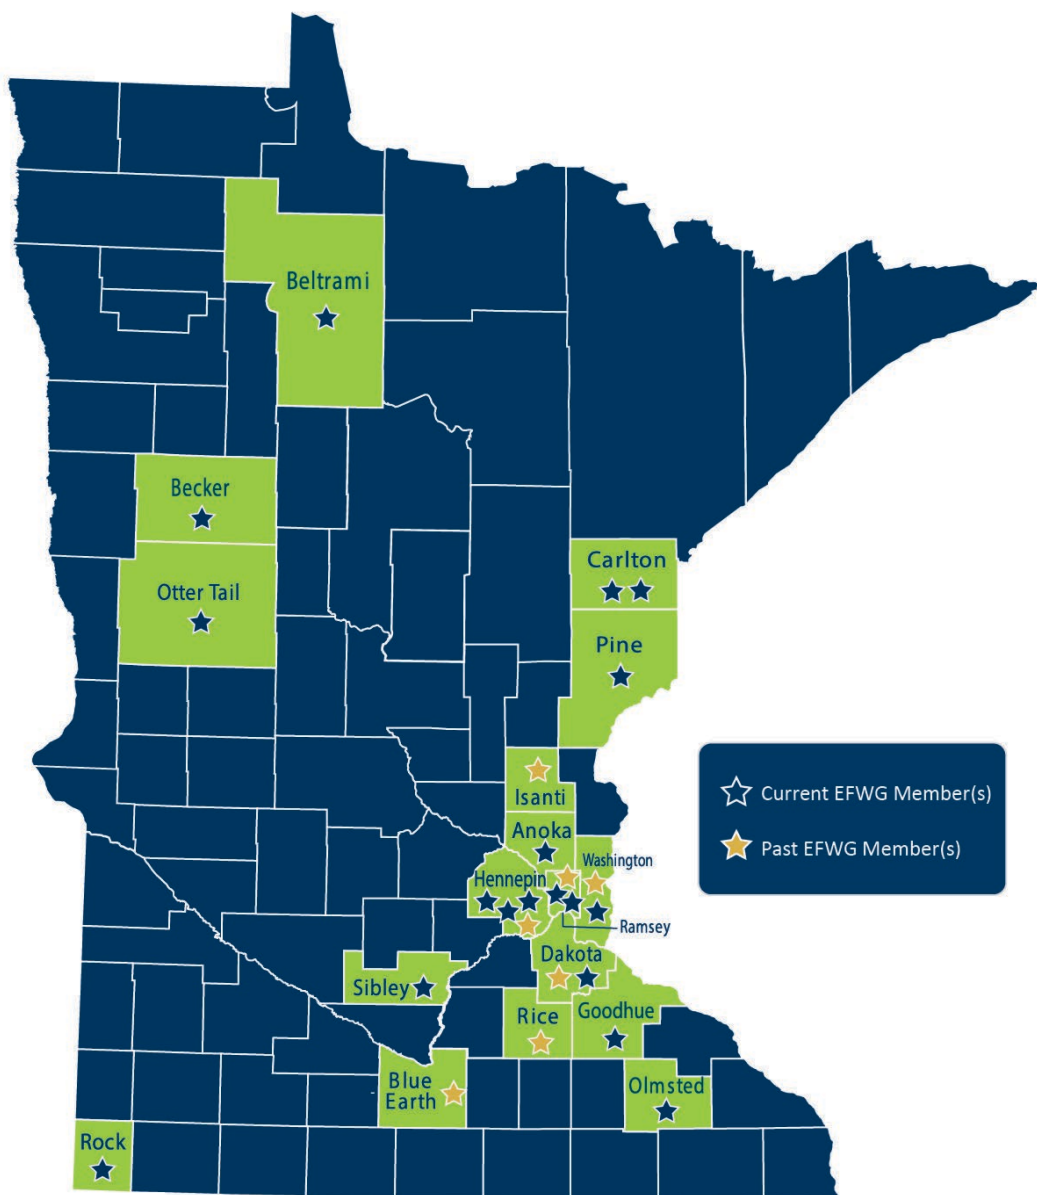 Beltrami
Becker
Otter Tail
Carlton
Pine
Current EFWG Member(s)
Past EFWG Member(s)
Isanti
Anoka
Washington
Hennepin
Ramsey
Dakota
Sibley
Rice
Goodhue
Blue
Earth
Olmsted
Rock